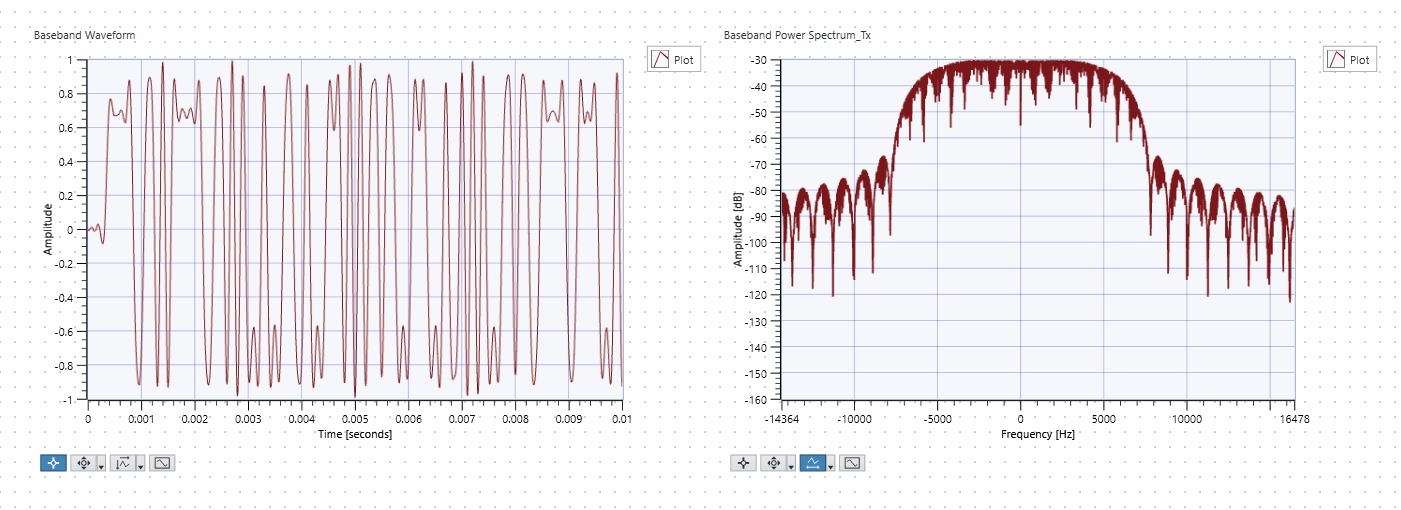 Baseband Waveform
Plot
Amplitude
1
0.8
0.6
0.4
0.2
0
-0.2
-0.4
-0.6
-0.8
-1
0 0.001 0.002 0.003 0.004 0.005 0.006 0.007 0.008 0.009 0.01
Time [seconds]
Baseband Power Spectrum_Tx
Plot
Amplitude [dB]
-30
-40
-50
-60
-70
-80
-90
-100
-110
-120
-130
-140
-150
-160
-14364 -10000 -5000 0 5000 10000 16478
Frequency [Hz]